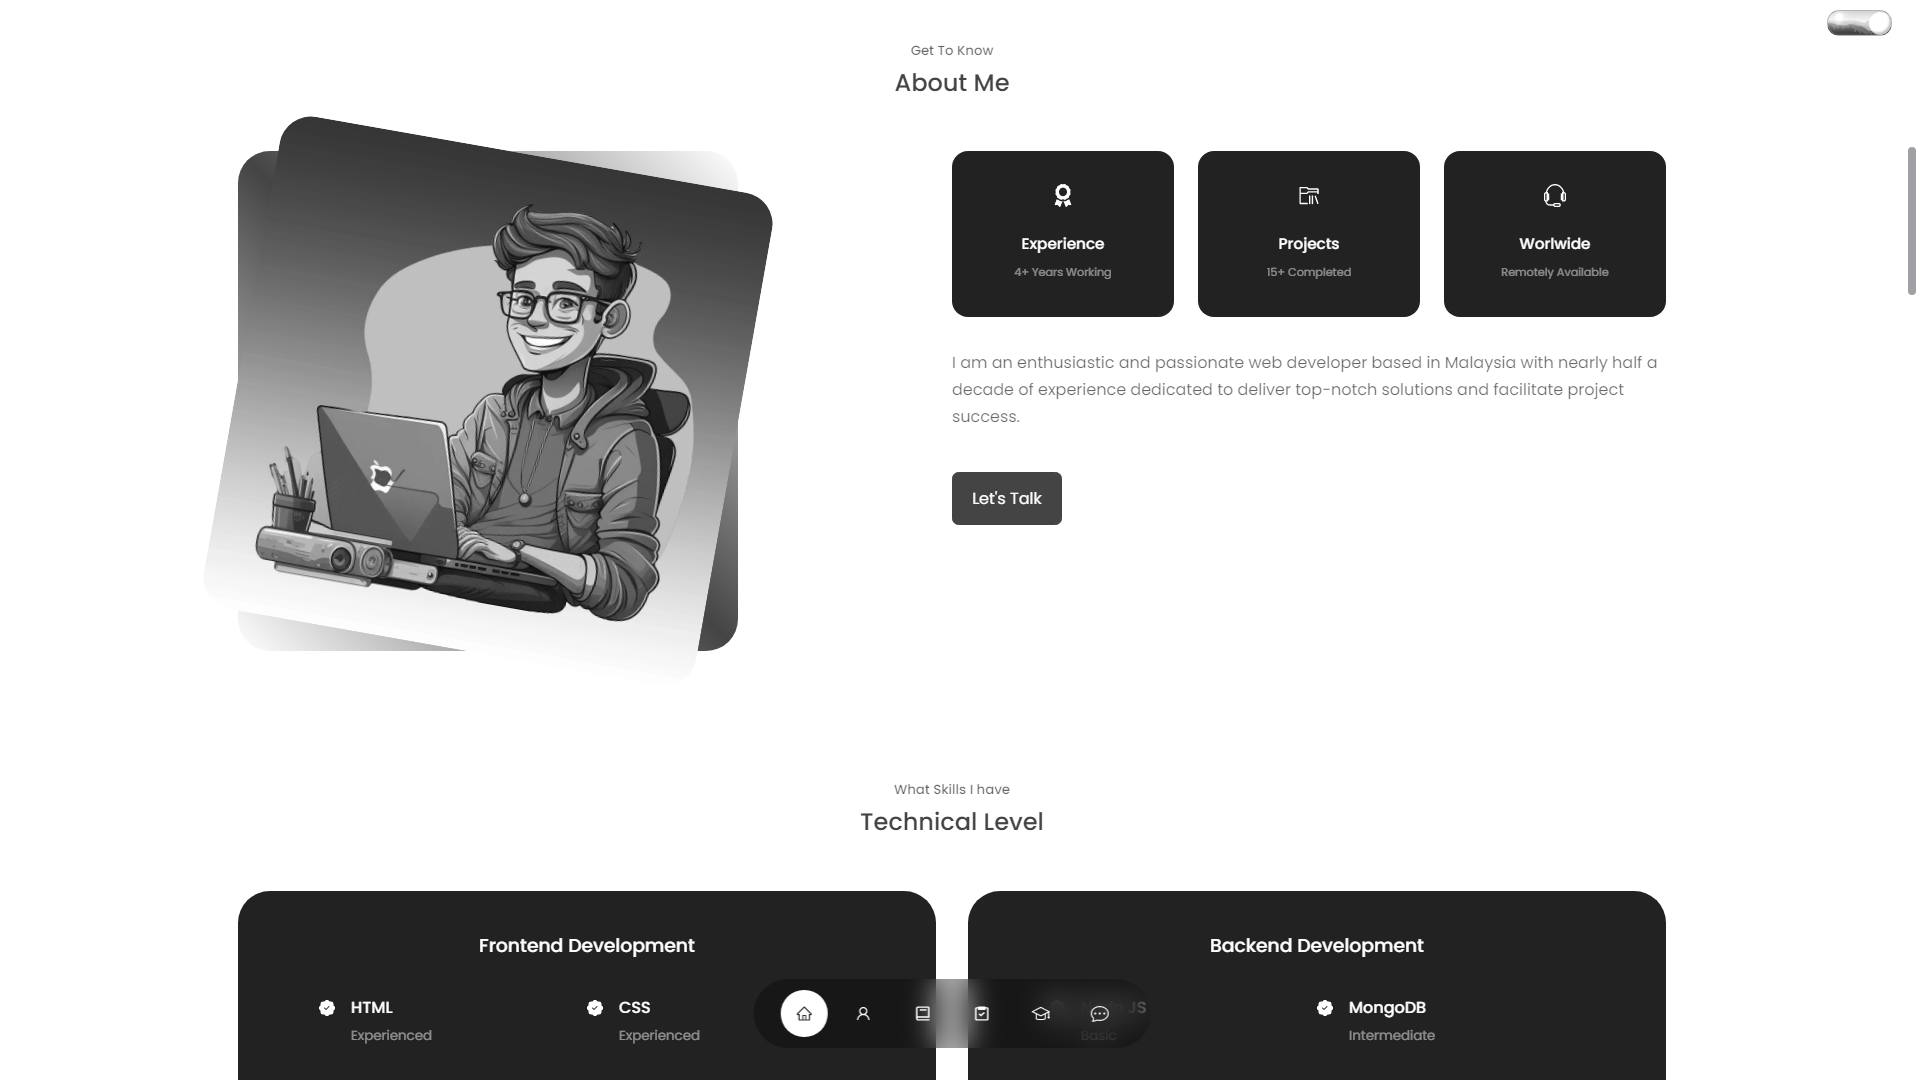 Get To Know
About Me
Experience
4+ Years Working
Projects
15+ Completed
Worlwide
Remotely Available
I am an enthusiastic and passionate web developer based in Malaysia with nearly half a
decade of experience dedicated to deliver top-notch solutions and facilitate project
success.
Let's Talk
What Skills I have
Technical Level
Frontend Development
HTML
Experienced
CSS
Experienced
Backend Development
JS
Basic
MongoDB
Intermediate